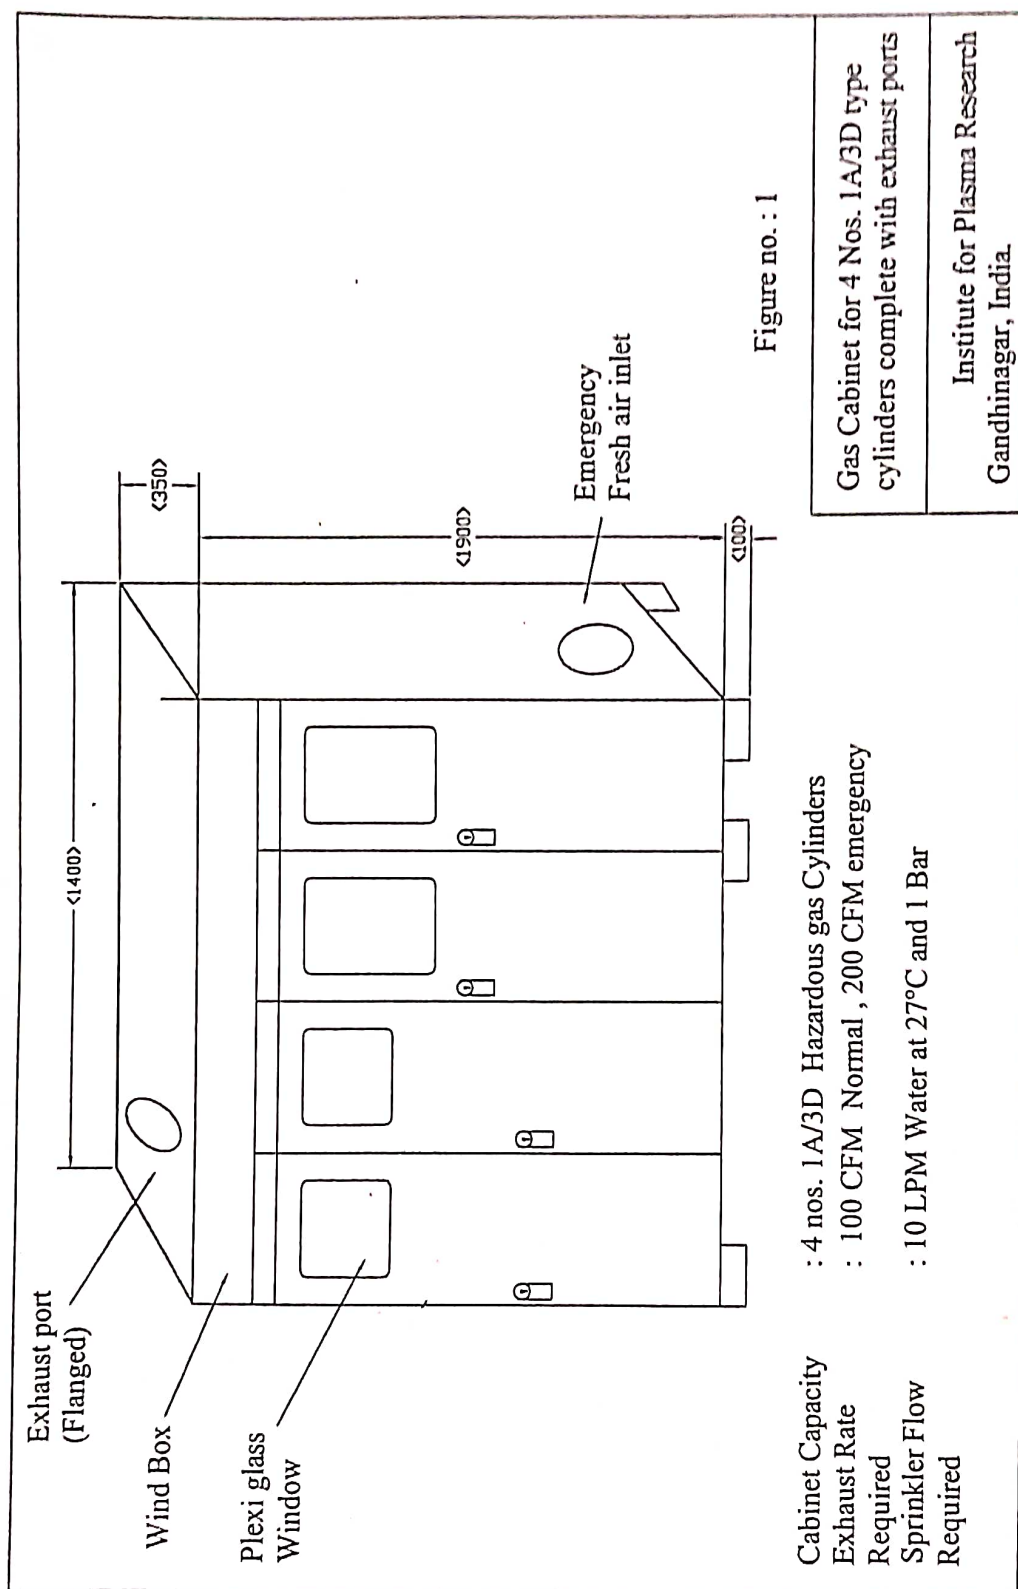 Exhaust port
(Flanged)
Wind Box
Plexi glass
Window
<1400>
<350>
<1900>
<100>
Emergency
Fresh air inlet
Figure no. : 1
Cabinet Capacity : 4 nos. 1A/3D Hazardous gas Cylinders
Exhaust Rate : 100 CFM Normal , 200 CFM emergency
Required
Sprinkler Flow : 10 LPM Water at 27°C and 1 Bar
Required
Gas Cabinet for 4 Nos. 1A/3D type
cylinders complete with exhaust ports
Institute for Plasma Research
Gandhinagar, India.